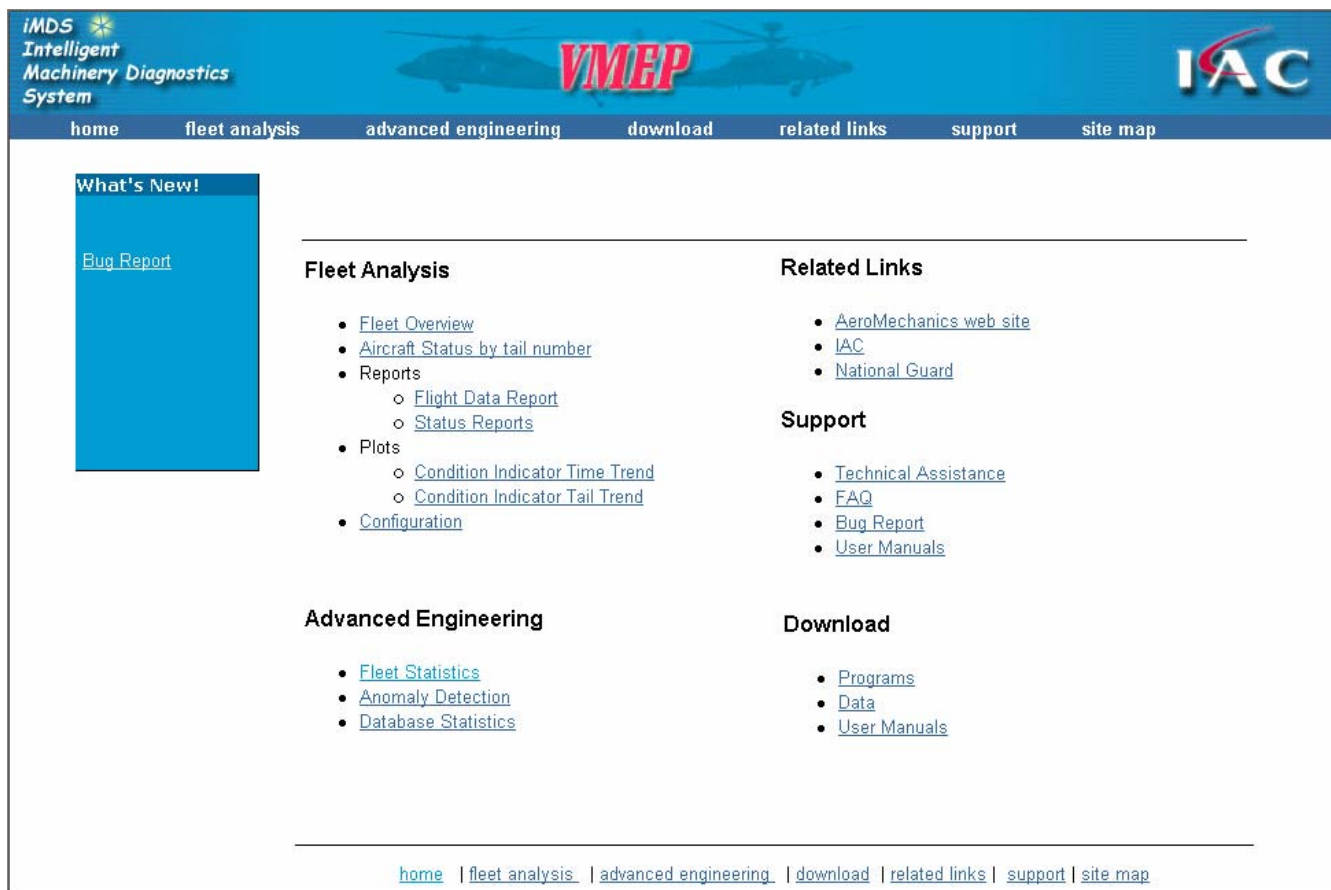 iMDS
Intelligent
Machinery Diagnostics
System
VMEP
IAC
home fleet analysis advanced engineering download related links support site map
What's New!
Bug Report
Fleet Analysis
Fleet Overview
Aircraft Status by tail number
Reports
Flight Data Report
Status Reports
Plots
Condition Indicator Time Trend
Condition Indicator Tail Trend
Configuration
Related Links
AeroMechanics web site
IAC
National Guard
Support
Technical Assistance
FAQ
Bug Report
User Manuals
Advanced Engineering
Fleet Statistics
Anomaly Detection
Database Statistics
Download
Programs
Data
User Manuals
home | fleet analysis | advanced engineering | download | related links | support | site map